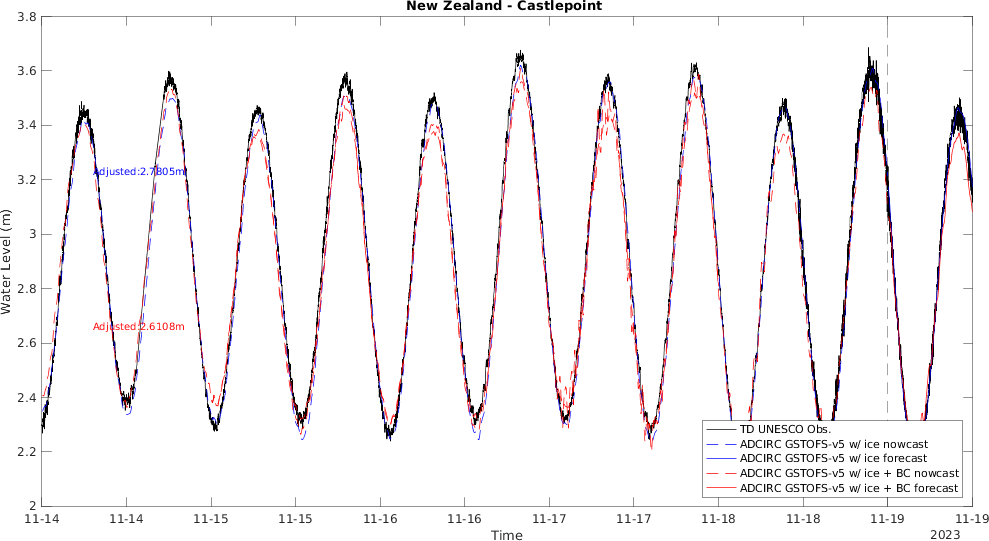 New Zealand - Castlepoint
3.8
3.6
3.4
3.2
3
2.8
2.6
2.4
2.2
2
Water Level (m)
Adjusted:2.7805m
Adjusted:2.6108m
TD UNESCO Obs.
ADCIRC GSTOFS-v5 w/ ice nowcast
ADCIRC GSTOFS-v5 w/ ice forecast
ADCIRC GSTOFS-v5 w/ ice + BC nowcast
ADCIRC GSTOFS-v5 w/ ice + BC forecast
11-14 11-14 11-15 11-15 11-16 11-16 11-17 11-17 11-18 11-18 11-19 11-19
Time
2023